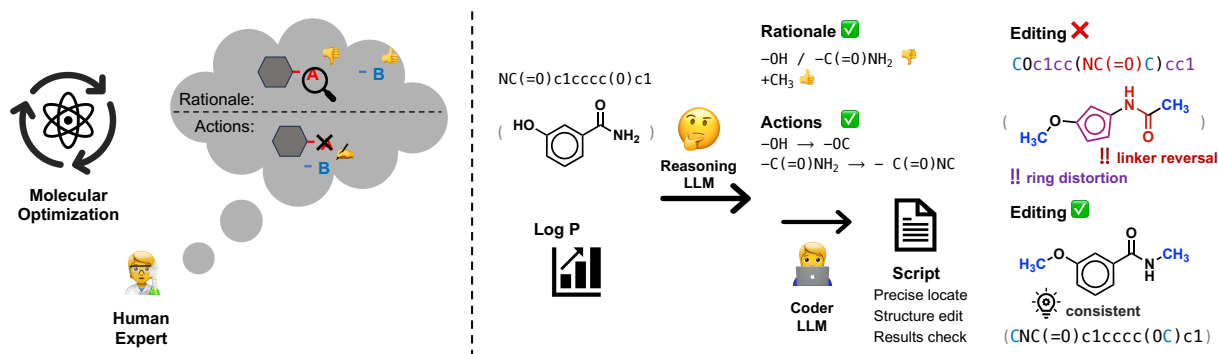 Molecular
Optimization
Human
Expert
Rationale:
A
– B
Actions:
A
– B
NC(=O)c1cccc(O)c1
( HO O NH2 )
Log P
Reasoning
LLM
Rationale ✅
–OH / –C(=O)NH2 👎
+CH3 👍
Actions ✅
–OH → –OC
–C(=O)NH2 → – C(=O)NC
Coder
LLM
Script
Precise locate
Structure edit
Results check
Editing ❌
COc1cc(NC(=O)C)cc1
( H3C O H N O CH3 )
!! linker reversal
!! ring distortion
Editing ✅
H3C O O N H CH3
consistent
(CNC(=O)c1cccc(OC)c1)